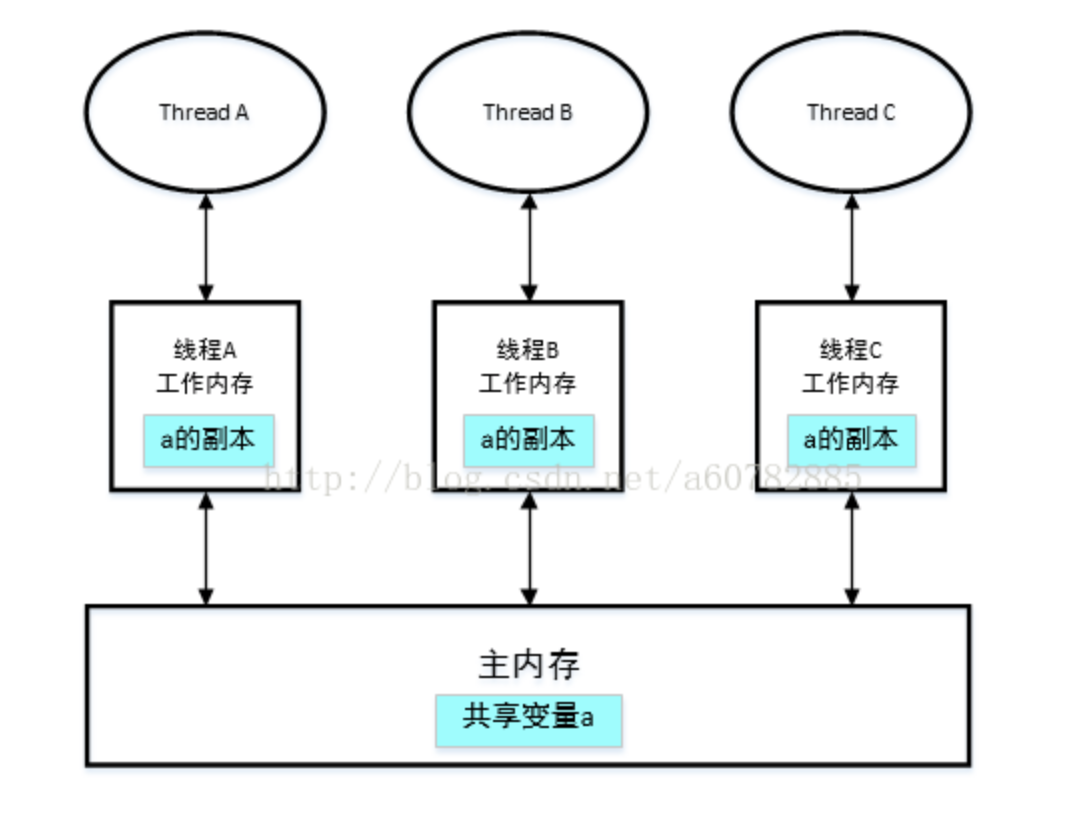 Thread A
Thread B
Thread C
线程A
工作内存
a的副本
线程B
工作内存
a的副本
线程C
工作内存
a的副本
http://blog.csdn.net/a60782885
主内存
共享变量a